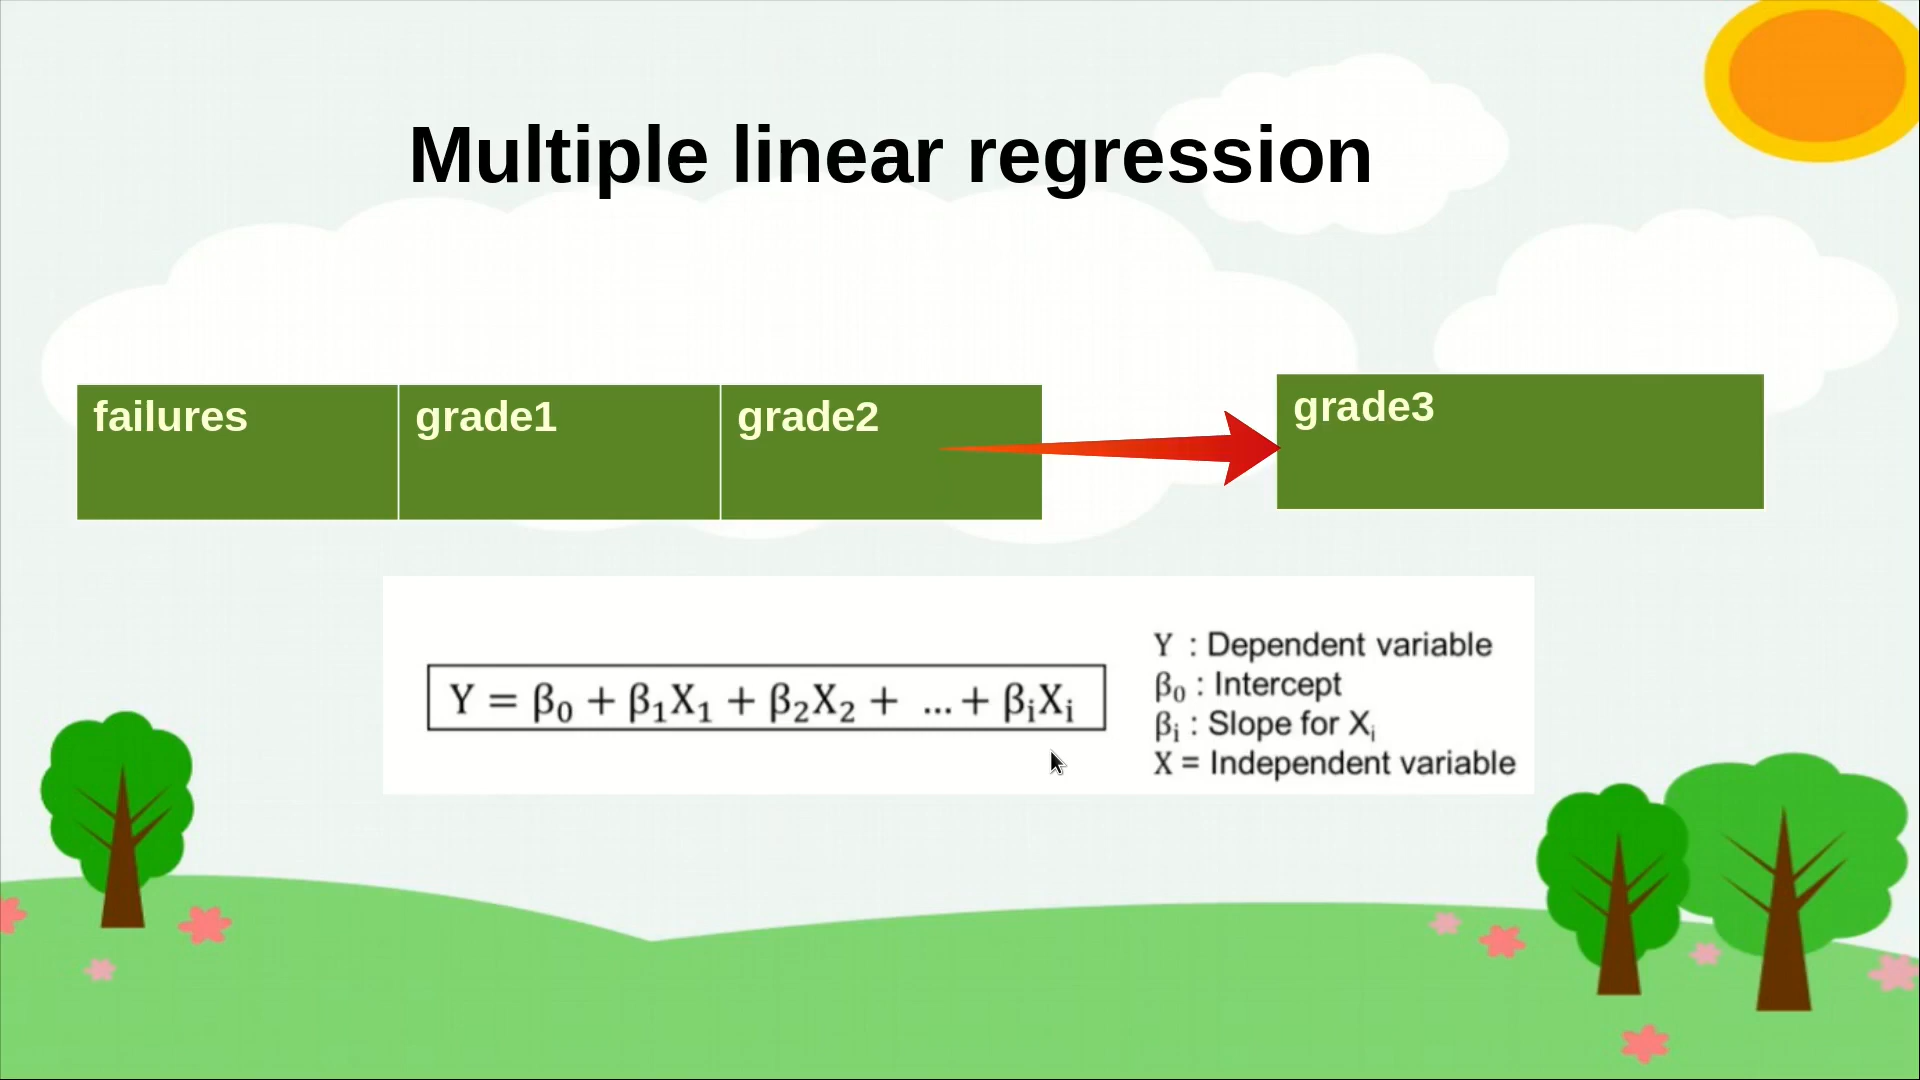 Multiple linear regression
failures
grade1
grade2
grade3
Y = β₀ + β₁X₁ + β₂X₂ + ... + βᵢXᵢ
Y : Dependent variable
β₀ : Intercept
βᵢ : Slope for Xᵢ
X = Independent variable